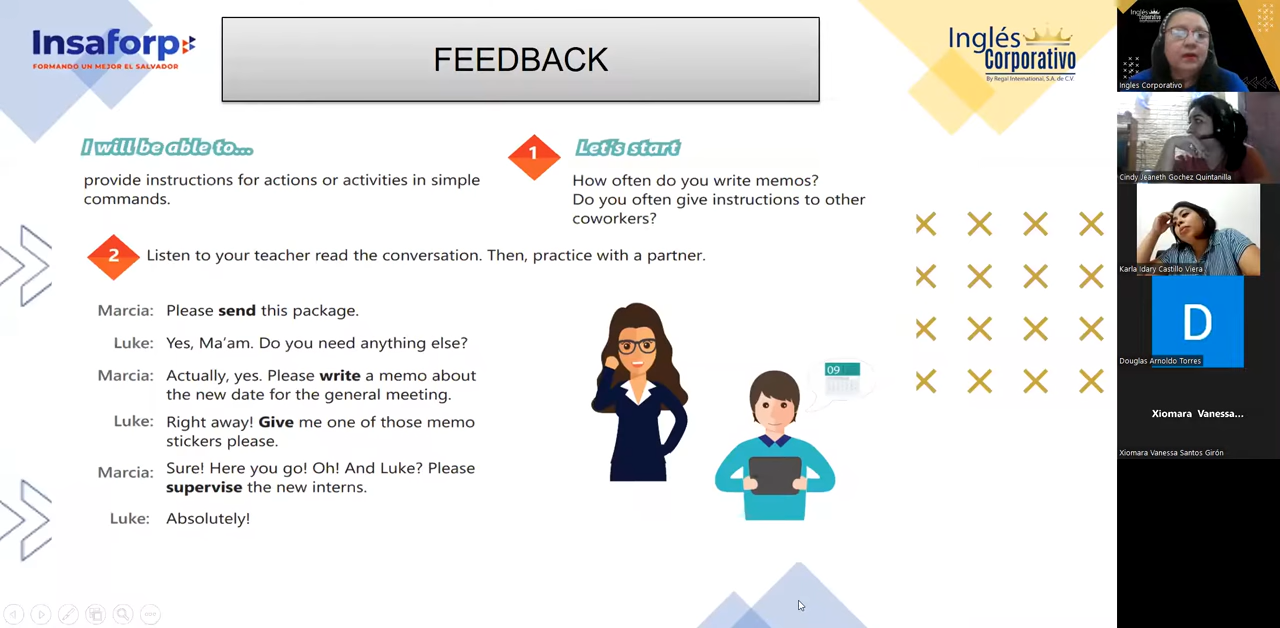 Insaforp
FORMANDO UN MEJOR EL SALVADOR
FEEDBACK
Inglés
Corporativo
By Regal International, S.A. de C.V.
I will be able to...
provide instructions for actions or activities in simple
commands.
1
Let's start
How often do you write memos?
Do you often give instructions to other
coworkers?
2
Listen to your teacher read the conversation. Then, practice with a partner.
Marcia: Please send this package.
Luke: Yes, Ma'am. Do you need anything else?
Marcia: Actually, yes. Please write a memo about
the new date for the general meeting.
Luke: Right away! Give me one of those memo
stickers please.
Marcia: Sure! Here you go! Oh! And Luke? Please
supervise the new interns.
Luke: Absolutely!
09
Inglés
Corporativo
Ingles Corporativo
Cindy Jeaneth Gochez Quintanilla
Karla Idary Castillo Viera
D
Douglas Arnoldo Torres
Xiomara Vanessa...
Xiomara Vanessa Santos Girón